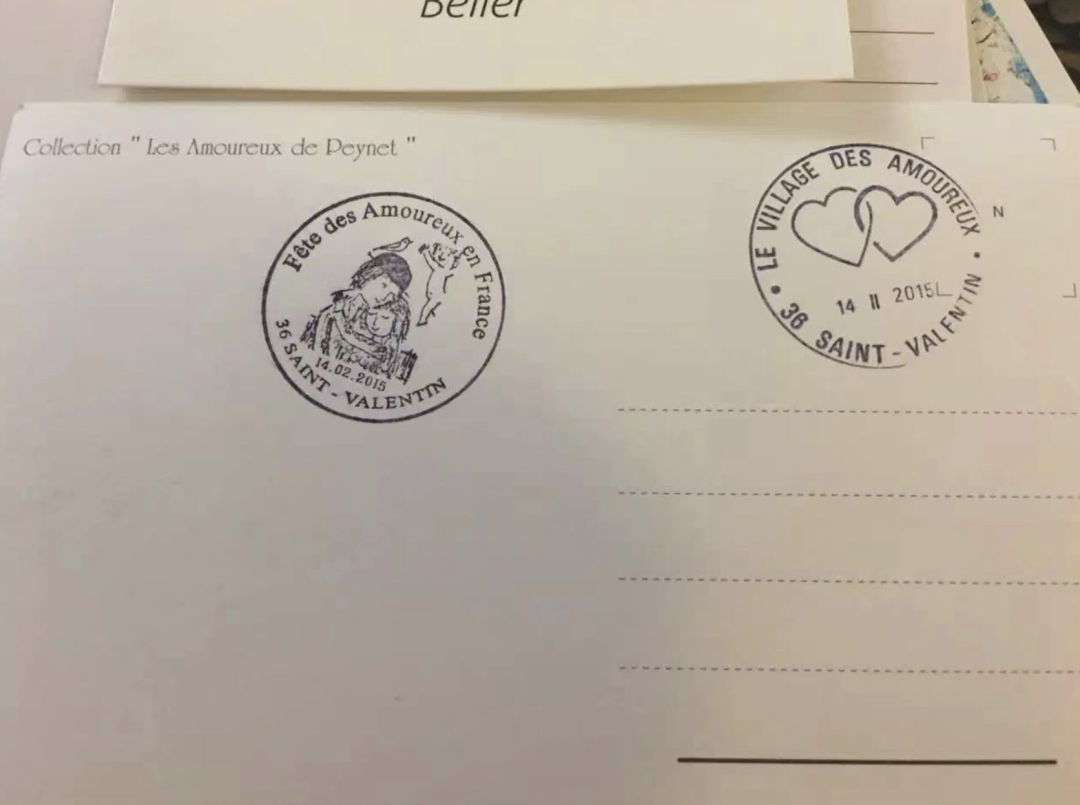 Belier
Collection " Les Amoureux de Peynet "
Fête des Amoureux en France
14.02.2015
36 SAINT - VALENTIN
• LE VILLAGE DES AMOUREUX •
14 II 2015
36 SAINT - VALENTIN
N